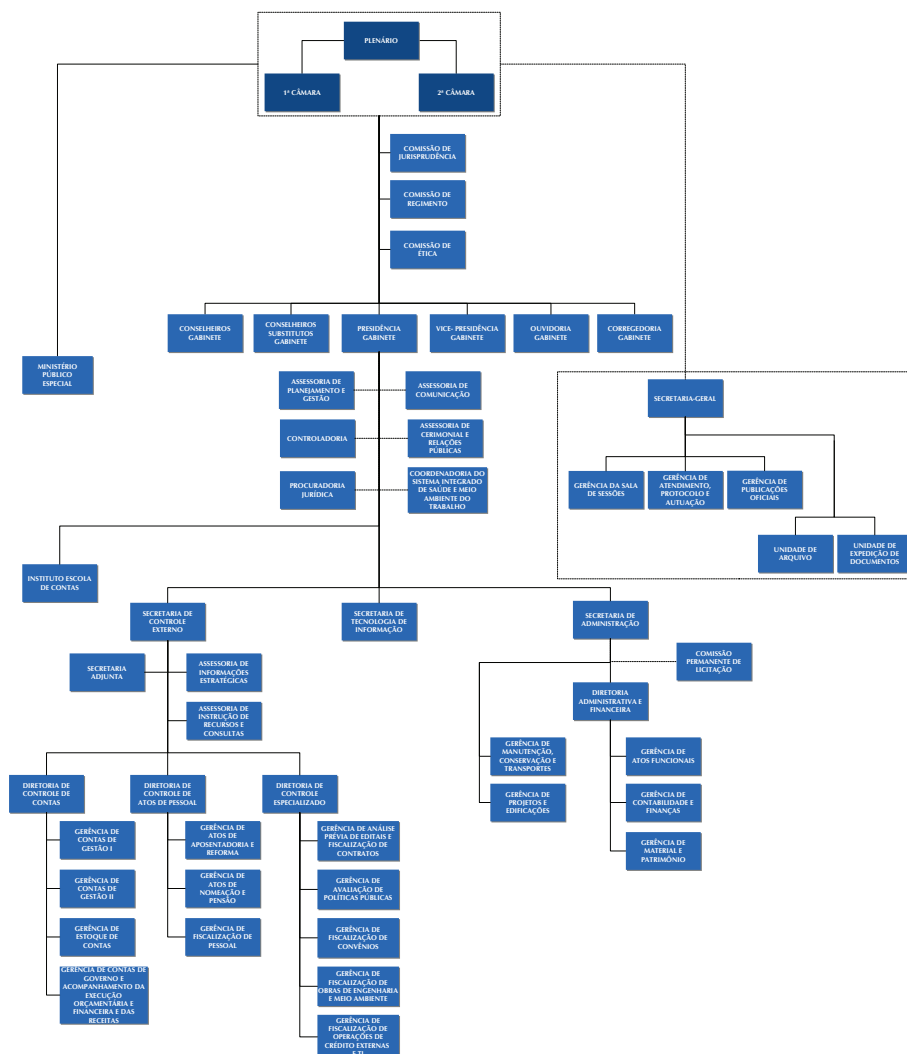 PLENÁRIO
1ª CÂMARA
2ª CÂMARA
COMISSÃO DE
JURISPRUDÊNCIA
COMISSÃO DE
REGIMENTO
COMISSÃO DE
ÉTICA
CONSELHEIROS
GABINETE
CONSELHEIROS
SUBSTITUTOS
GABINETE
PRESIDÊNCIA
GABINETE
VICE- PRESIDÊNCIA
GABINETE
OUVIDORIA
GABINETE
CORREGEDORIA
GABINETE
MINISTÉRIO
PÚBLICO
ESPECIAL
ASSESSORIA DE
PLANEJAMENTO E
GESTÃO
ASSESSORIA DE
COMUNICAÇÃO
CONTROLADORIA
ASSESSORIA DE
CERIMONIAL E
RELAÇÕES
PÚBLICAS
PROCURADORIA
JURÍDICA
COORDENADORIA DO
SISTEMA INTEGRADO
DE SAÚDE E MEIO
AMBIENTE DO
TRABALHO
SECRETARIA-GERAL
GERÊNCIA DA SALA
DE SESSÕES
GERÊNCIA DE
ATENDIMENTO,
PROTOCOLO E
AUTUAÇÃO
GERÊNCIA DE
PUBLICAÇÕES
OFICIAIS
UNIDADE DE
ARQUIVO
UNIDADE DE
EXPEDIÇÃO DE
DOCUMENTOS
INSTITUTO ESCOLA
DE CONTAS
SECRETARIA DE
CONTROLE
EXTERNO
SECRETARIA DE
TECNOLOGIA DE
INFORMAÇÃO
SECRETARIA DE
ADMINISTRAÇÃO
SECRETARIA
ADJUNTA
ASSESSORIA DE
INFORMAÇÕES
ESTRATÉGICAS
ASSESSORIA DE
INSTRUÇÃO DE
RECURSOS E
CONSULTAS
COMISSÃO
PERMANENTE DE
LICITAÇÃO
DIRETORIA
ADMINISTRATIVA E
FINANCEIRA
GERÊNCIA DE
MANUTENÇÃO,
CONSERVAÇÃO E
TRANSPORTES
GERÊNCIA DE
ATOS FUNCIONAIS
GERÊNCIA DE
PROJETOS E
EDIFICAÇÕES
GERÊNCIA DE
CONTABILIDADE E
FINANÇAS
GERÊNCIA DE
MATERIAL E
PATRIMÔNIO
DIRETORIA DE
CONTROLE DE
CONTAS
DIRETORIA DE
CONTROLE DE
ATOS DE PESSOAL
DIRETORIA DE
CONTROLE
ESPECIALIZADO
GERÊNCIA DE
CONTAS DE
GESTÃO I
GERÊNCIA DE
ATOS DE
APOSENTADORIA E
REFORMA
GERÊNCIA DE ANÁLISE
PRÉVIA DE EDITAIS E
FISCALIZAÇÃO DE
CONTRATOS
GERÊNCIA DE
CONTAS DE
GESTÃO II
GERÊNCIA DE
ATOS DE
NOMEAÇÃO E
PENSÃO
GERÊNCIA DE
AVALIAÇÃO DE
POLÍTICAS PÚBLICAS
GERÊNCIA DE
ESTOQUE DE
CONTAS
GERÊNCIA DE
FISCALIZAÇÃO DE
PESSOAL
GERÊNCIA DE
FISCALIZAÇÃO DE
CONVÊNIOS
GERÊNCIA DE CONTAS DE
GOVERNO E
ACOMPANHAMENTO DA
EXECUÇÃO
ORÇAMENTÁRIA E
FINANCEIRA E DAS
RECEITAS
GERÊNCIA DE
FISCALIZAÇÃO DE
OBRAS DE ENGENHARIA
E MEIO AMBIENTE
GERÊNCIA DE
FISCALIZAÇÃO DE
OPERAÇÕES DE
CRÉDITO EXTERNAS
E TI